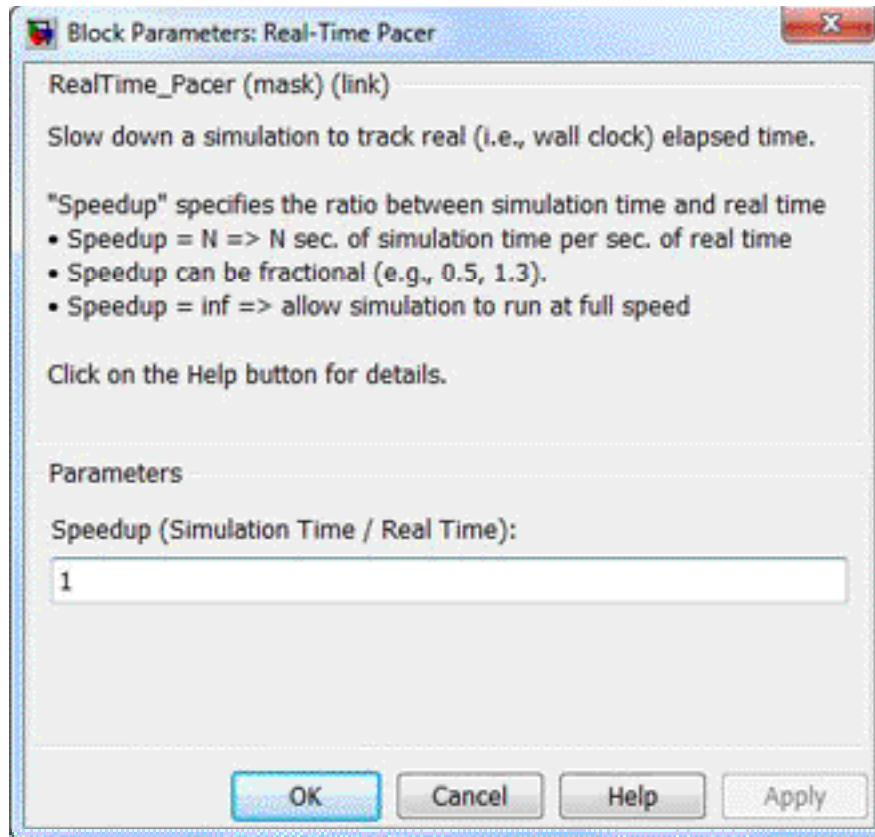 Block Parameters: Real-Time Pacer
RealTime_Pacer (mask) (link)
Slow down a simulation to track real (i.e., wall clock) elapsed time.
"Speedup" specifies the ratio between simulation time and real time
• Speedup = N => N sec. of simulation time per sec. of real time
• Speedup can be fractional (e.g., 0.5, 1.3).
• Speedup = inf => allow simulation to run at full speed
Click on the Help button for details.
Parameters
Speedup (Simulation Time / Real Time):
1
OK Cancel Help Apply